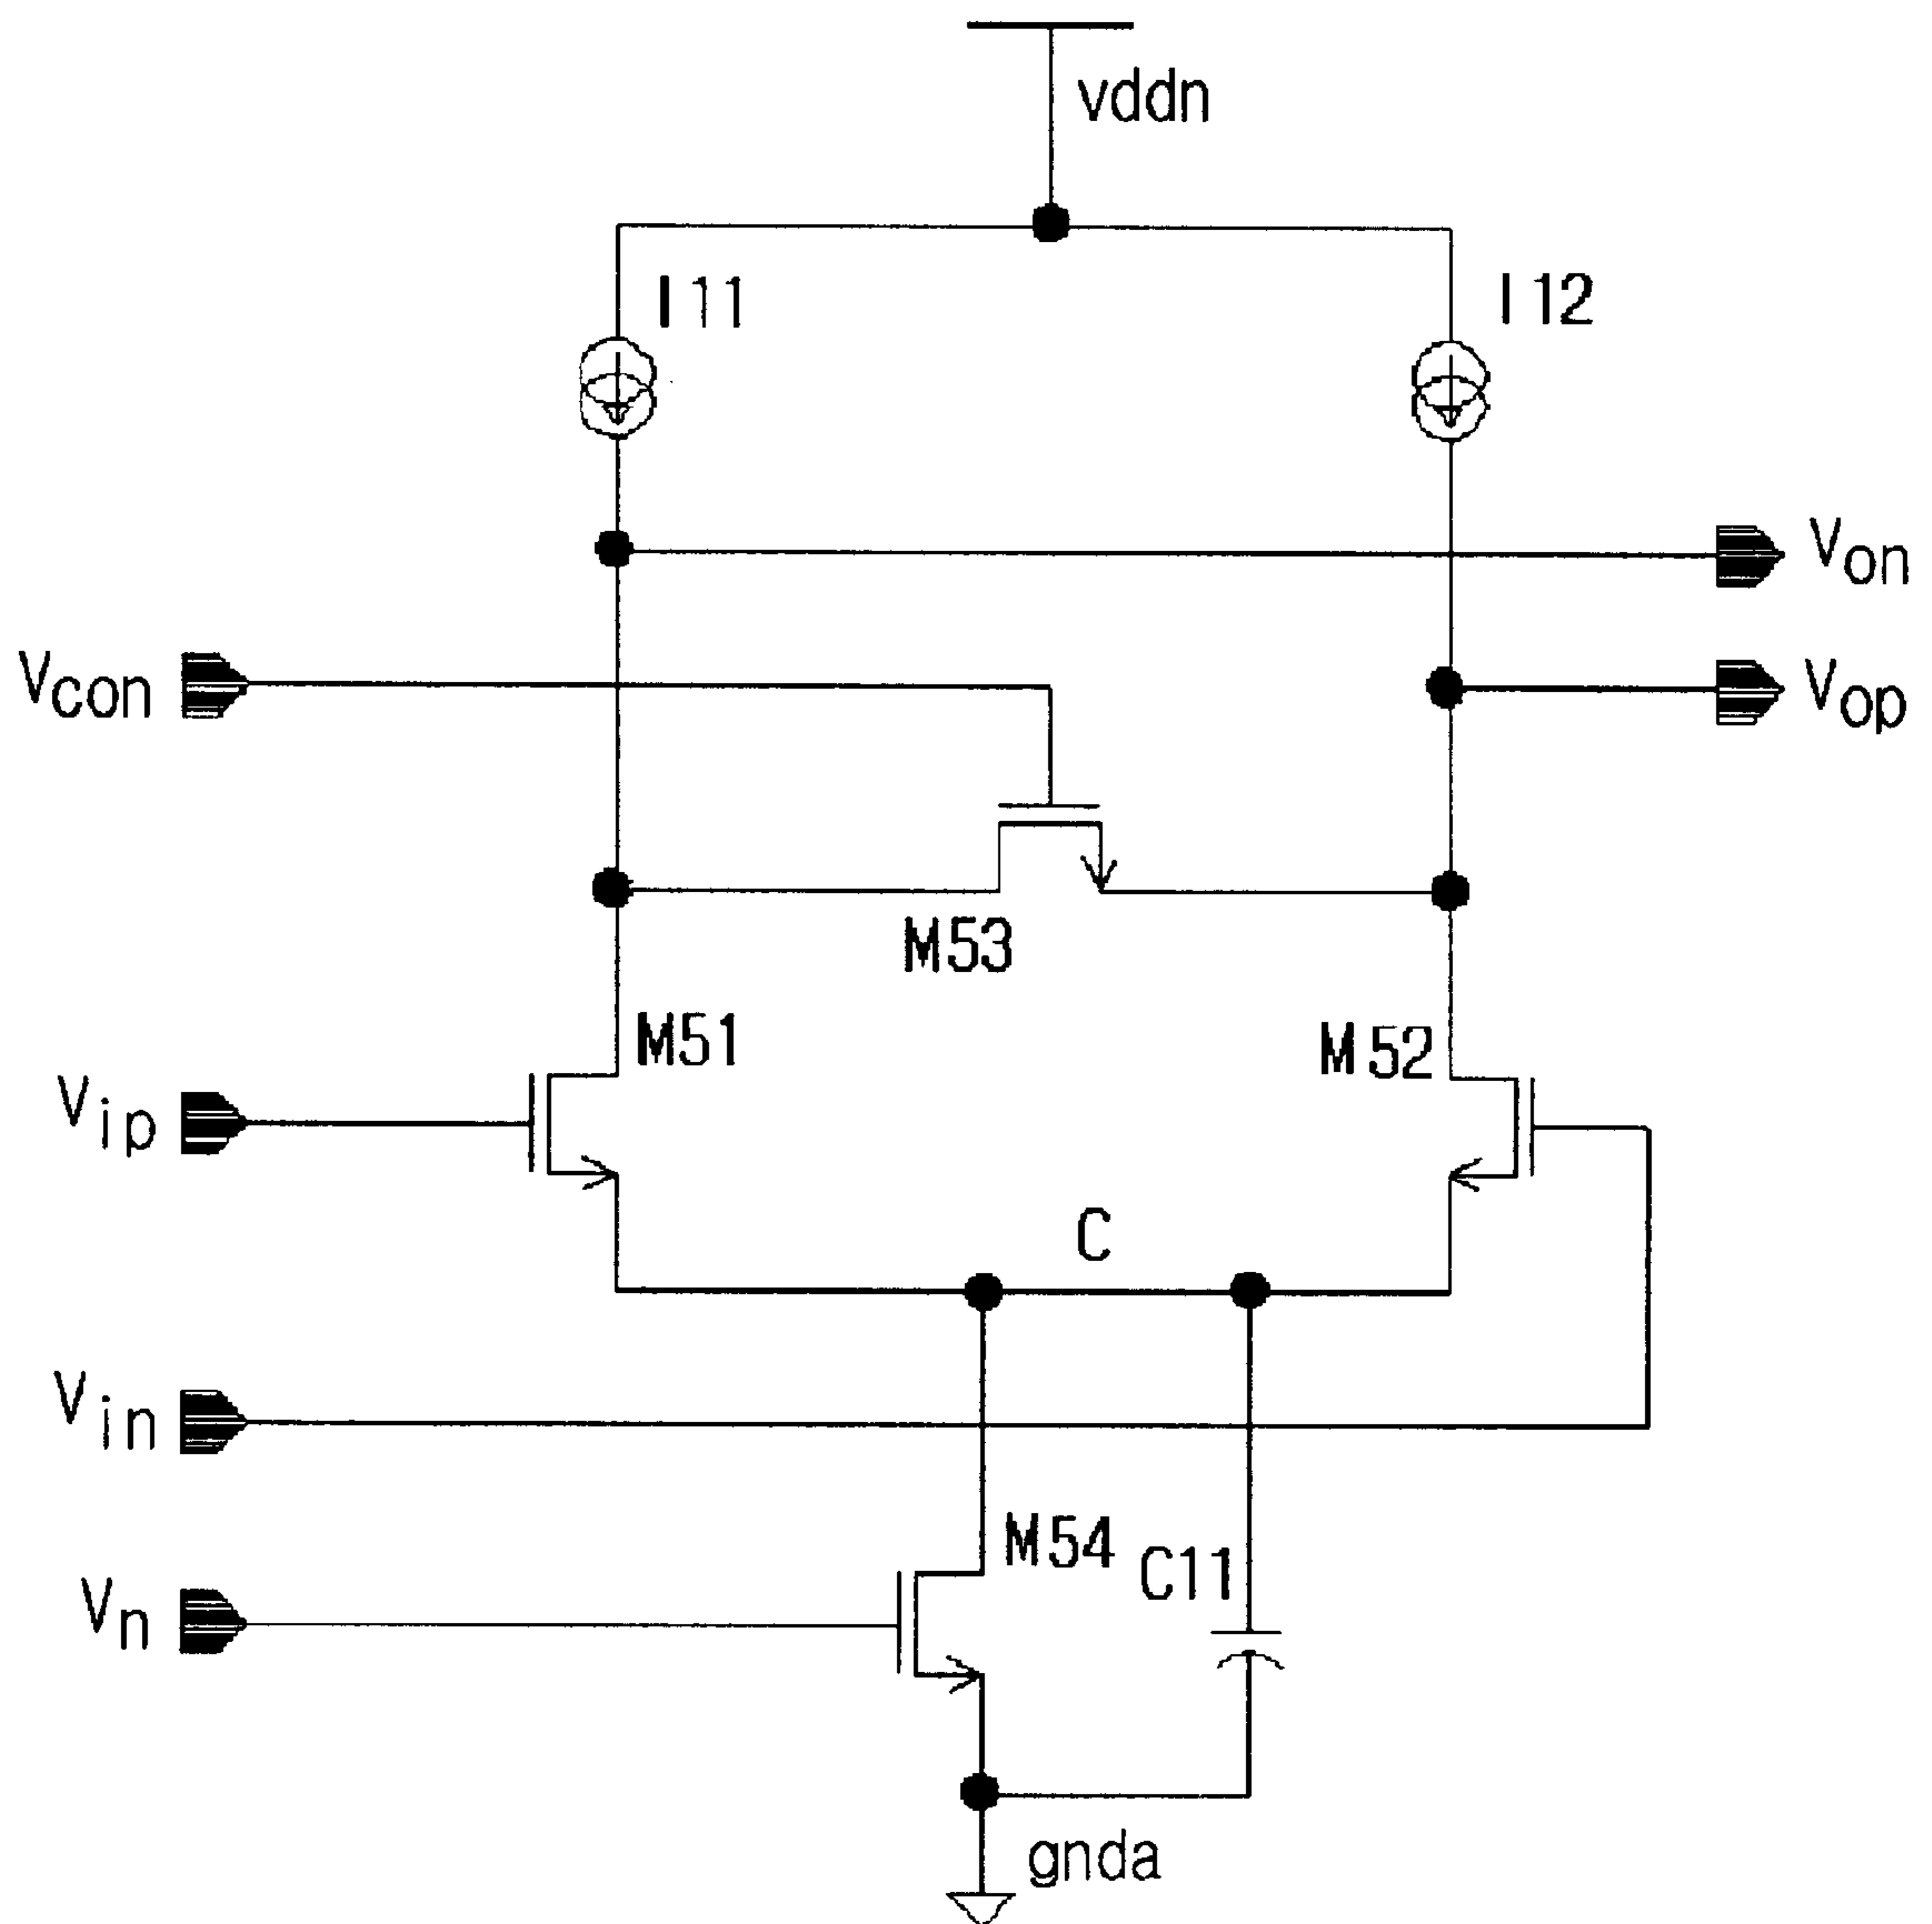 vddn
I11
I12
Von
Vcon
Vop
M53
M51
M52
Vip
C
Vin
M54
C11
Vn
gnda